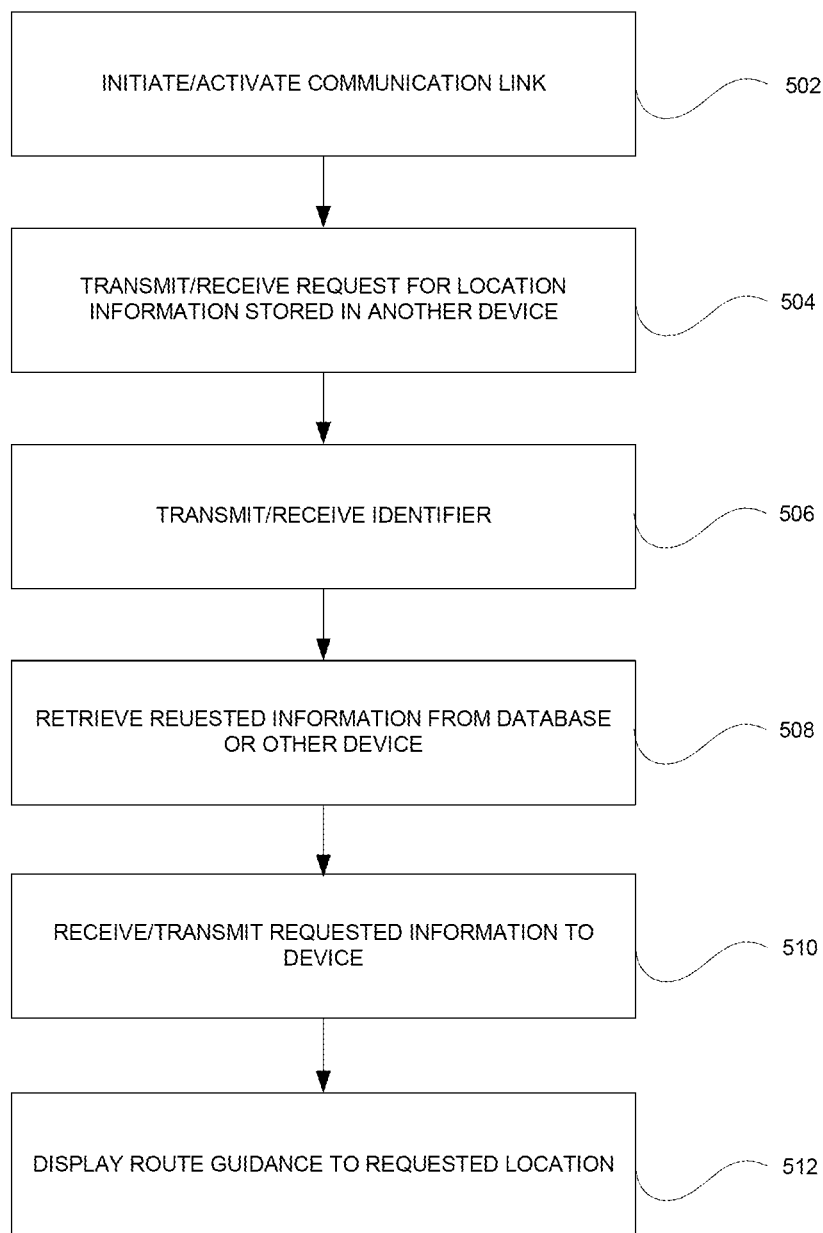 INITIATE/ACTIVATE COMMUNICATION LINK
502
TRANSMIT/RECEIVE REQUEST FOR LOCATION
INFORMATION STORED IN ANOTHER DEVICE
504
TRANSMIT/RECEIVE IDENTIFIER
506
RETRIEVE REUESTED INFORMATION FROM DATABASE
OR OTHER DEVICE
508
RECEIVE/TRANSMIT REQUESTED INFORMATION TO
DEVICE
510
DISPLAY ROUTE GUIDANCE TO REQUESTED LOCATION
512